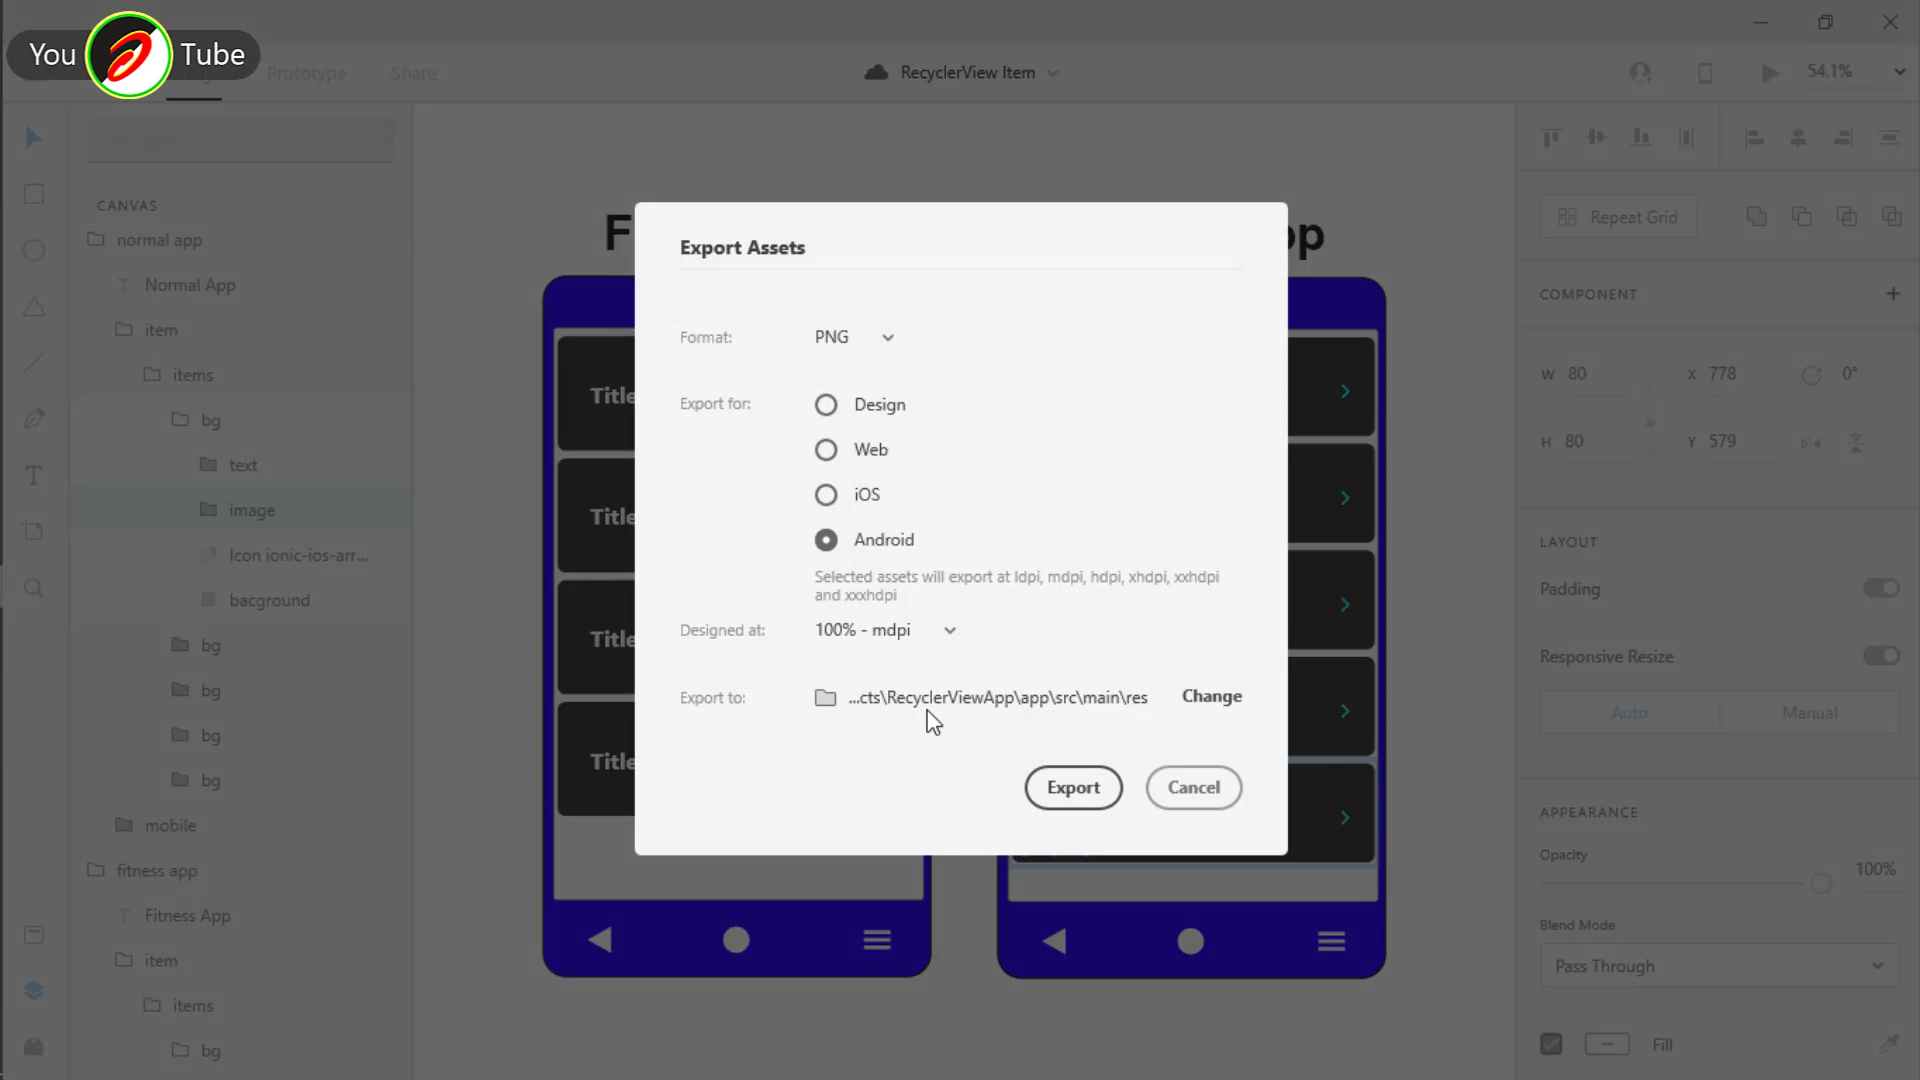 You Tube
Prototype
Share
RecyclerView Item
54.1%
CANVAS
normal app
Normal App
item
items
bg
text
image
Icon ionic-ios-arr...
bacground
bg
bg
bg
bg
mobile
fitness app
Fitness App
item
items
bg
F
pp
Title
Title
Title
Title
Export Assets
Format:
PNG
Export for:
Design
Web
iOS
Android
Selected assets will export at ldpi, mdpi, hdpi, xhdpi, xxhdpi
and xxxhdpi
Designed at:
100% - mdpi
Export to:
...cts\RecyclerViewApp\app\src\main\res
Change
Export
Cancel
Repeat Grid
COMPONENT
W 80
X 778
0°
H 80
Y 579
LAYOUT
Padding
Responsive Resize
Auto
Manual
APPEARANCE
Opacity
100%
Blend Mode
Pass Through
Fill